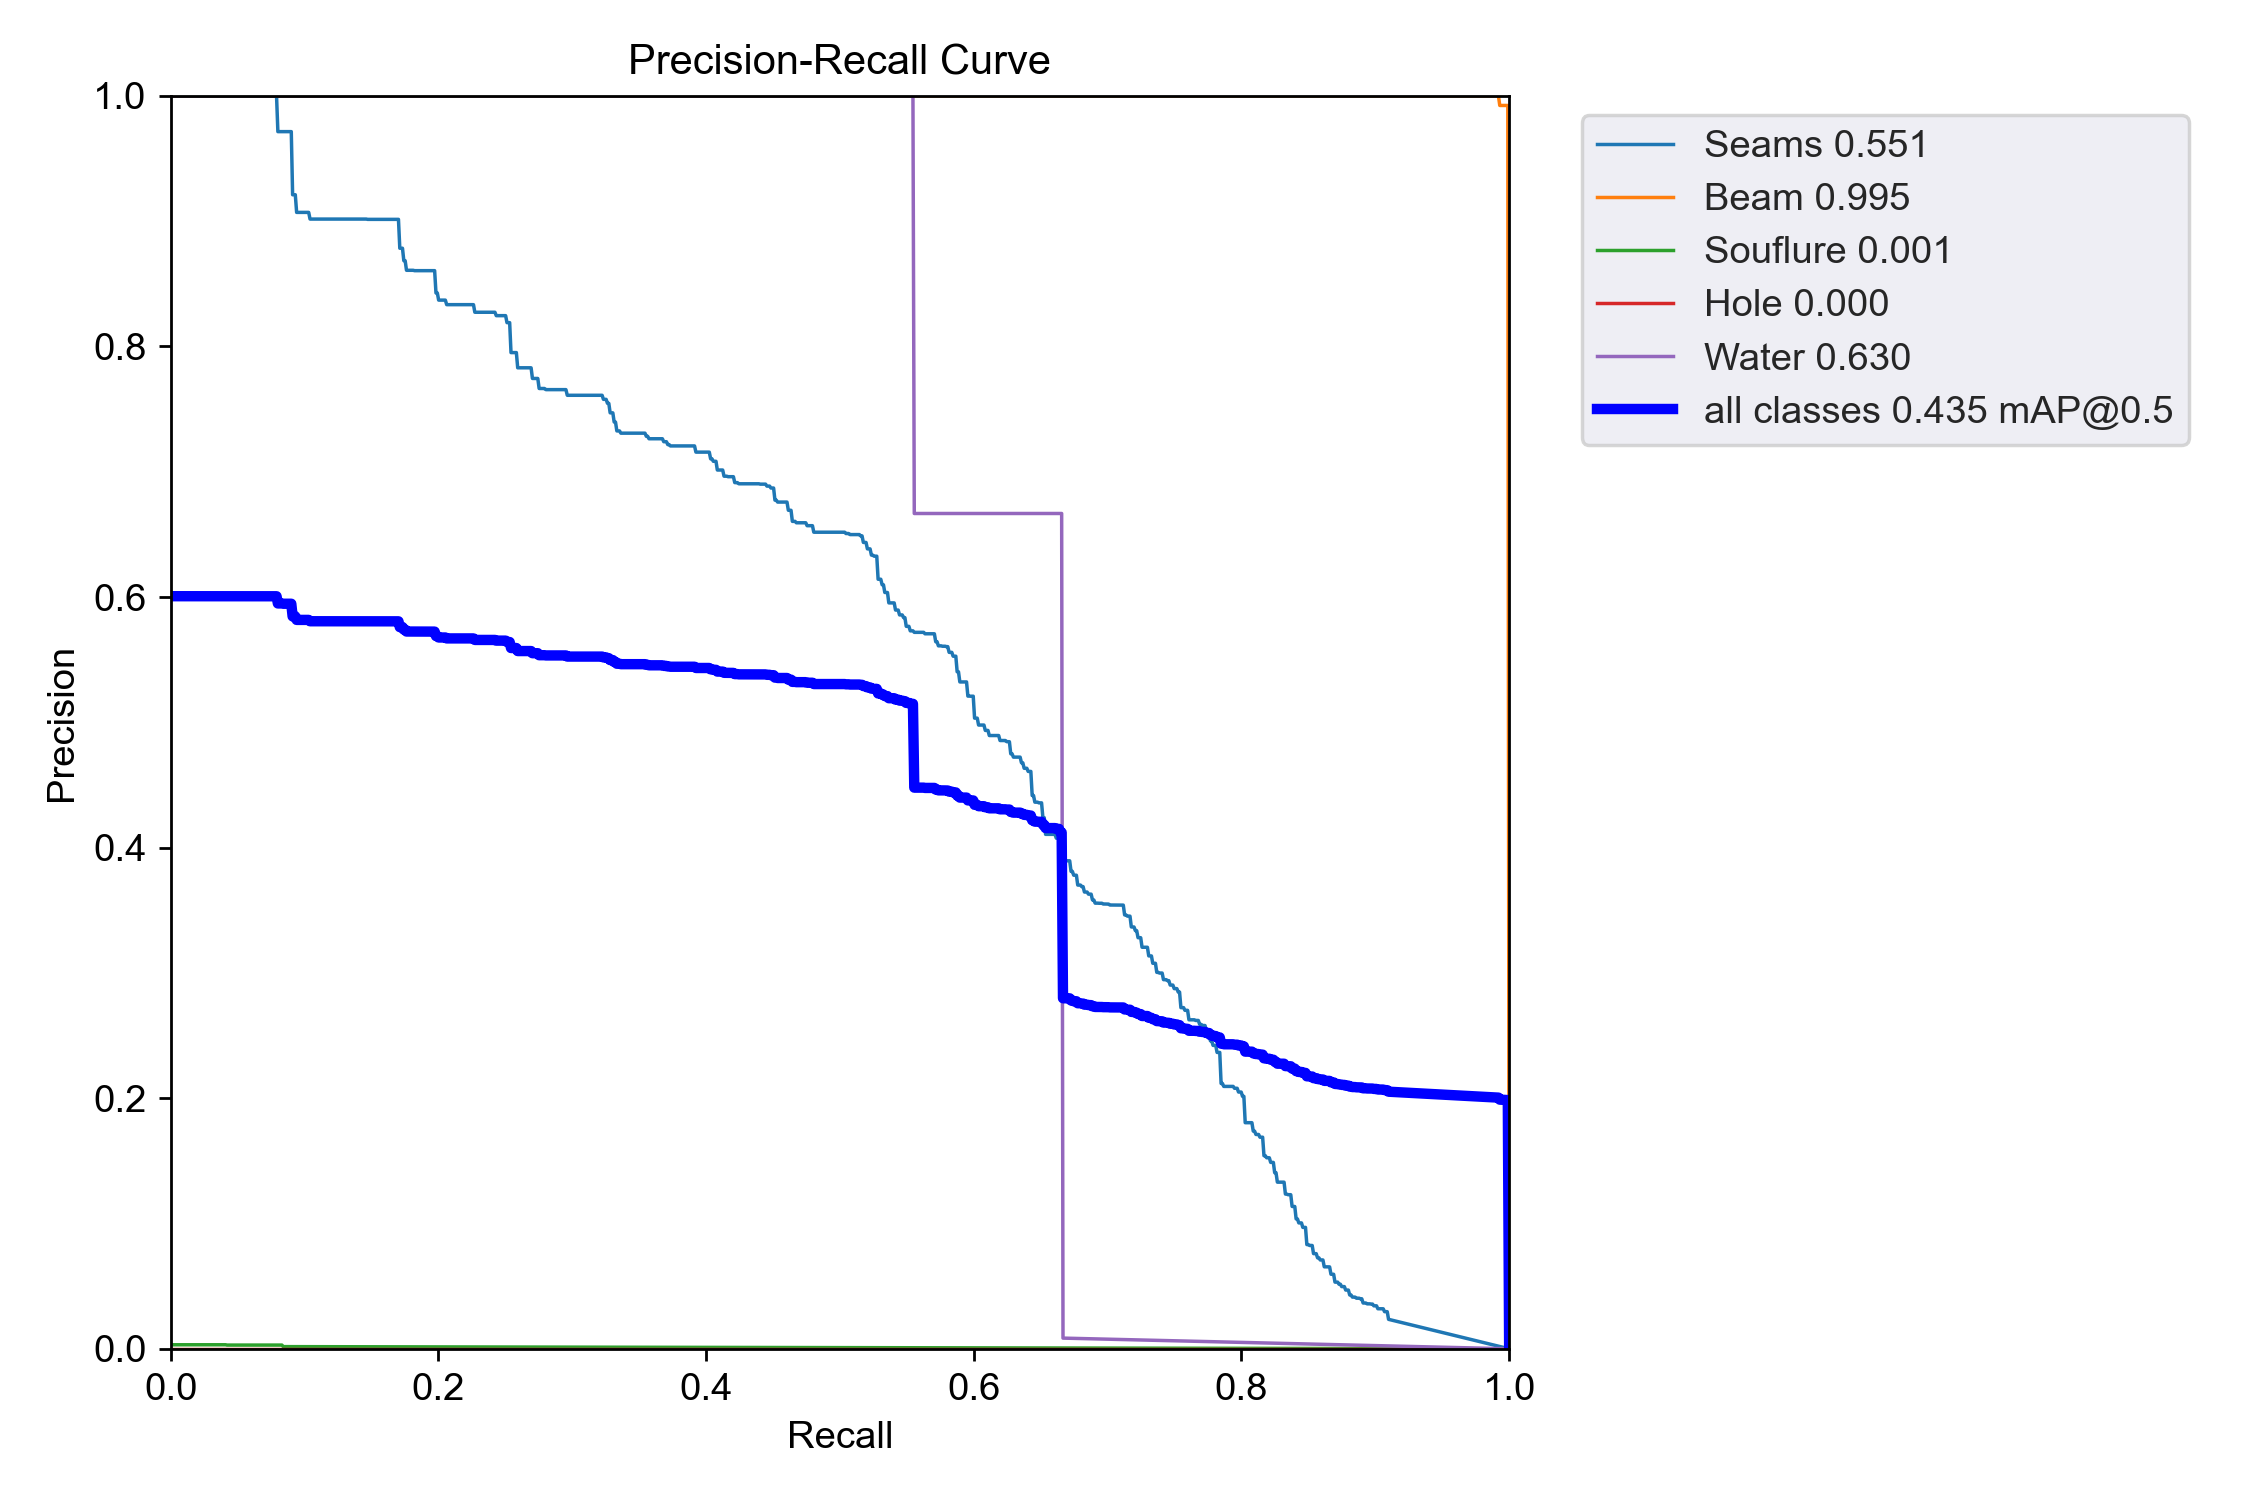 Precision-Recall Curve
1.0
0.8
0.6
0.4
0.2
0.0
Precision
0.0 0.2 0.4 0.6 0.8 1.0
Recall
Seams 0.551
Beam 0.995
Souflure 0.001
Hole 0.000
Water 0.630
all classes 0.435 mAP@0.5